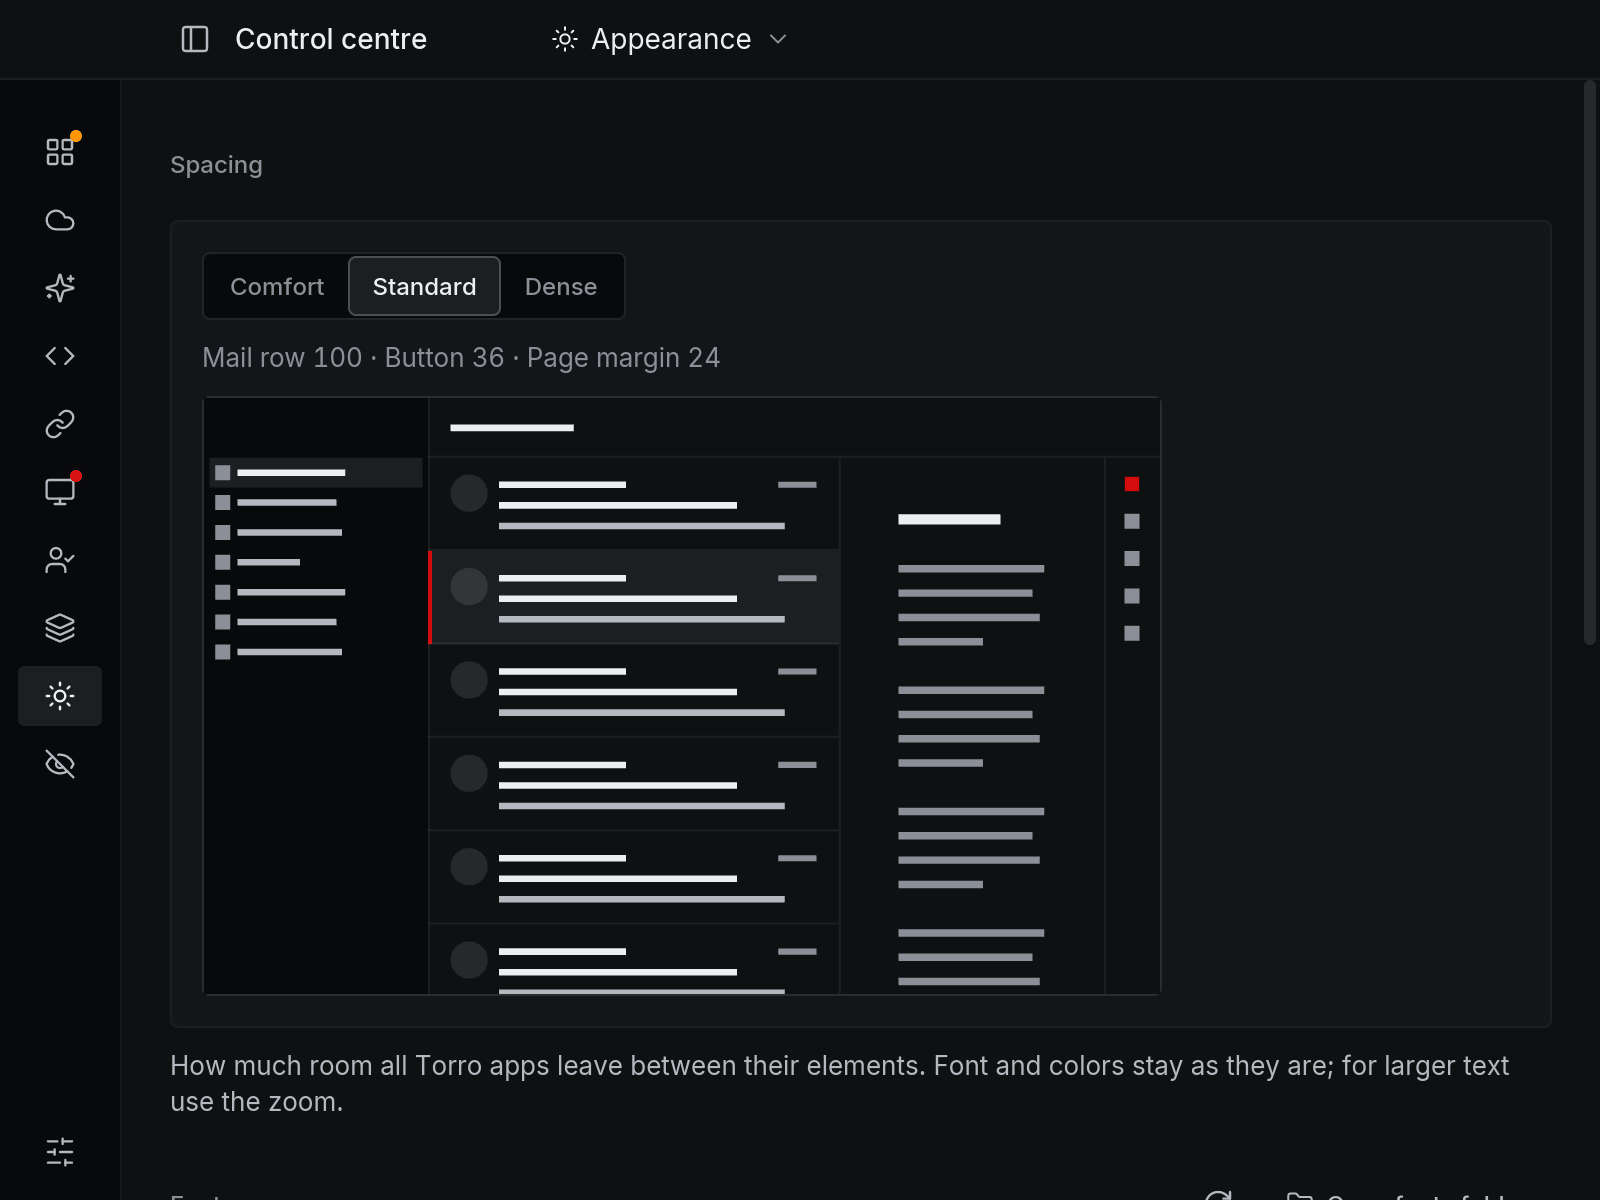 Control centre
Appearance
Spacing
Comfort
Standard
Dense
Mail row 100 · Button 36 · Page margin 24
How much room all Torro apps leave between their elements. Font and colors stay as they are; for larger text
use the zoom.